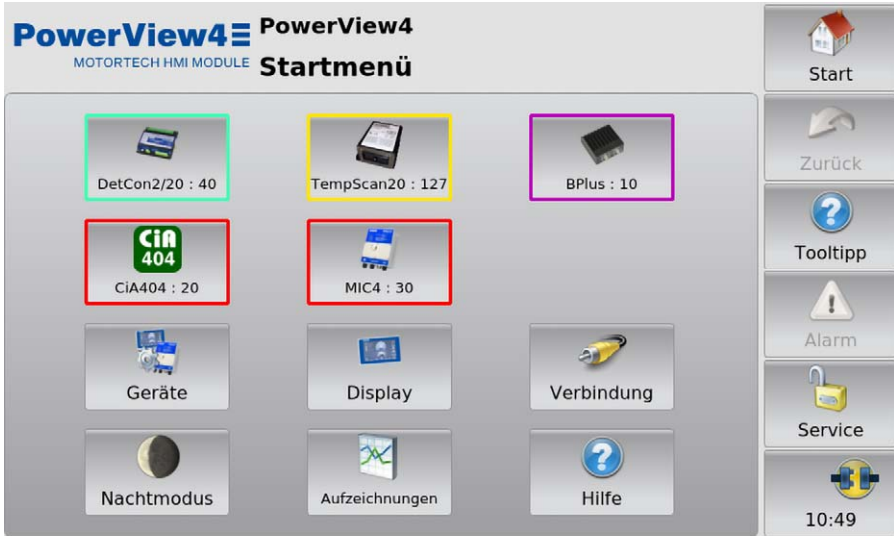 PowerView4
MOTORTECH HMI MODULE
PowerView4
Startmenü
Start
Zurück
Tooltipp
Alarm
Service
10:49
DetCon2/20 : 40
TempScan20 : 127
BPlus : 10
CiA
404
CiA404 : 20
MIC4 : 30
Geräte
Display
Verbindung
Nachtmodus
Aufzeichnungen
Hilfe